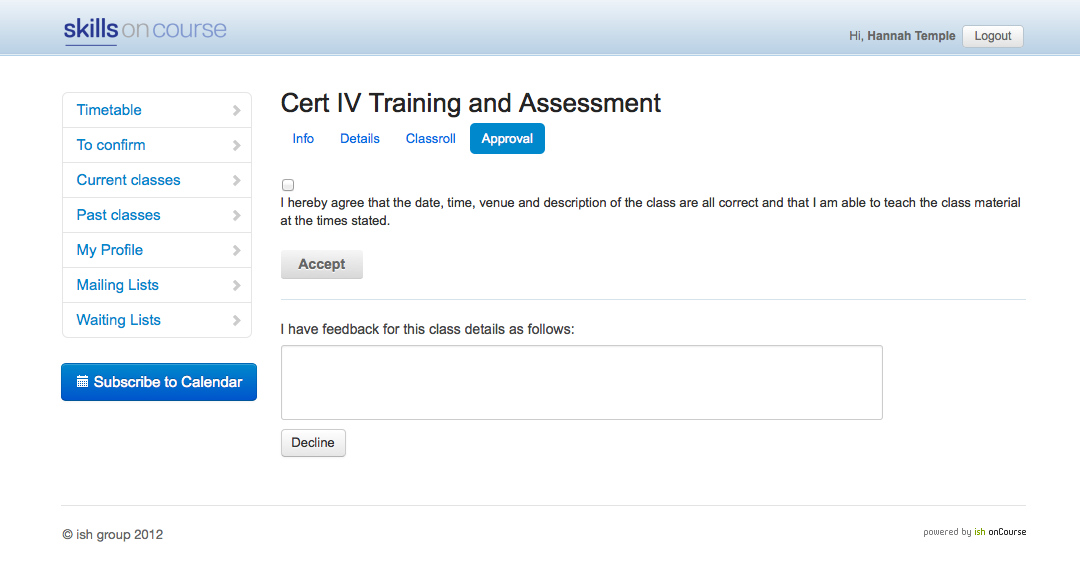 skillsoncourse
Hi, Hannah Temple Logout
Timetable
To confirm
Current classes
Past classes
My Profile
Mailing Lists
Waiting Lists
Subscribe to Calendar
Cert IV Training and Assessment
Info Details Classroll Approval
I hereby agree that the date, time, venue and description of the class are all correct and that I am able to teach the class material
at the times stated.
Accept
I have feedback for this class details as follows:
Decline
© ish group 2012
powered by ish onCourse